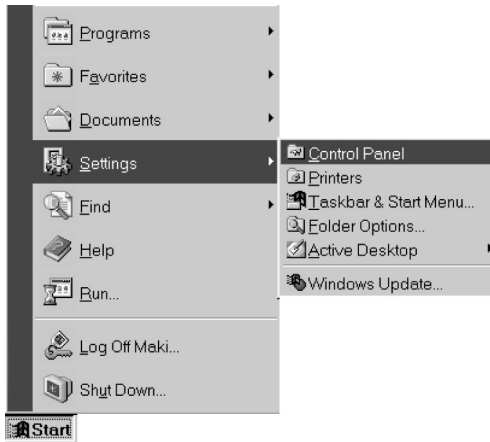 Programs
Favorites
Documents
Settings
Find
Help
Run...
Log Off Maki...
Shut Down...
Start
Control Panel
Printers
Taskbar & Start Menu...
Folder Options...
Active Desktop
Windows Update...